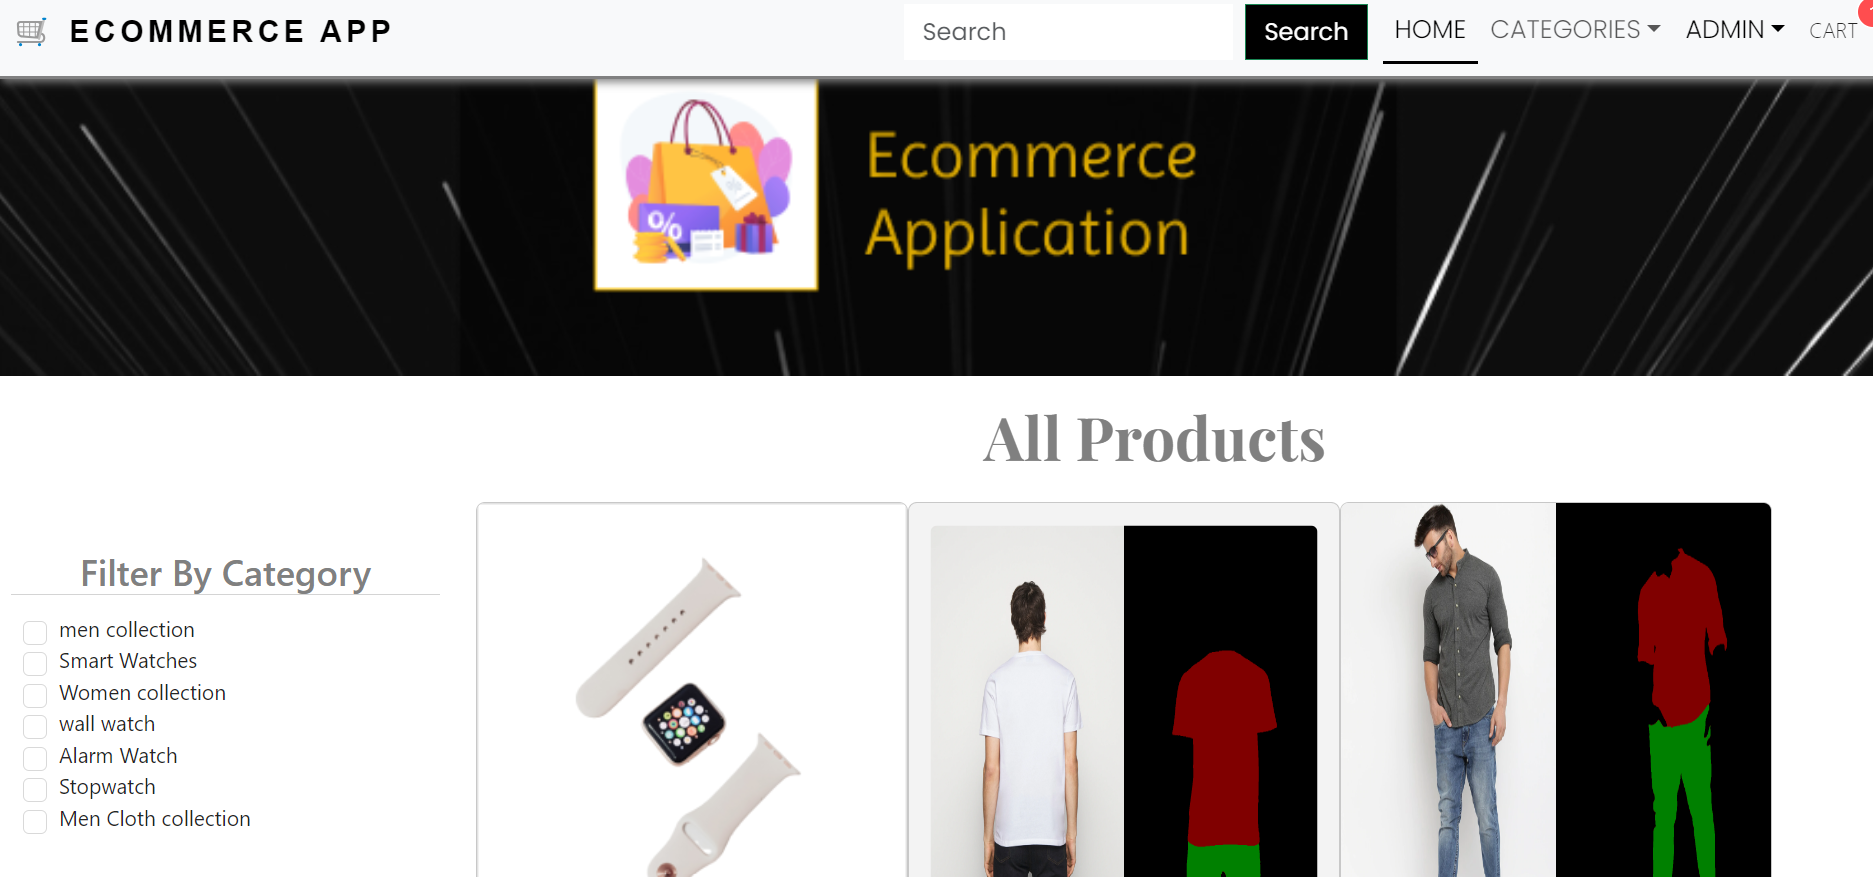 ECOMMERCE APP
Search
Search
HOME
CATEGORIES
ADMIN
CART
%
Ecommerce
Application
All Products
Filter By Category
men collection
Smart Watches
Women collection
wall watch
Alarm Watch
Stopwatch
Men Cloth collection